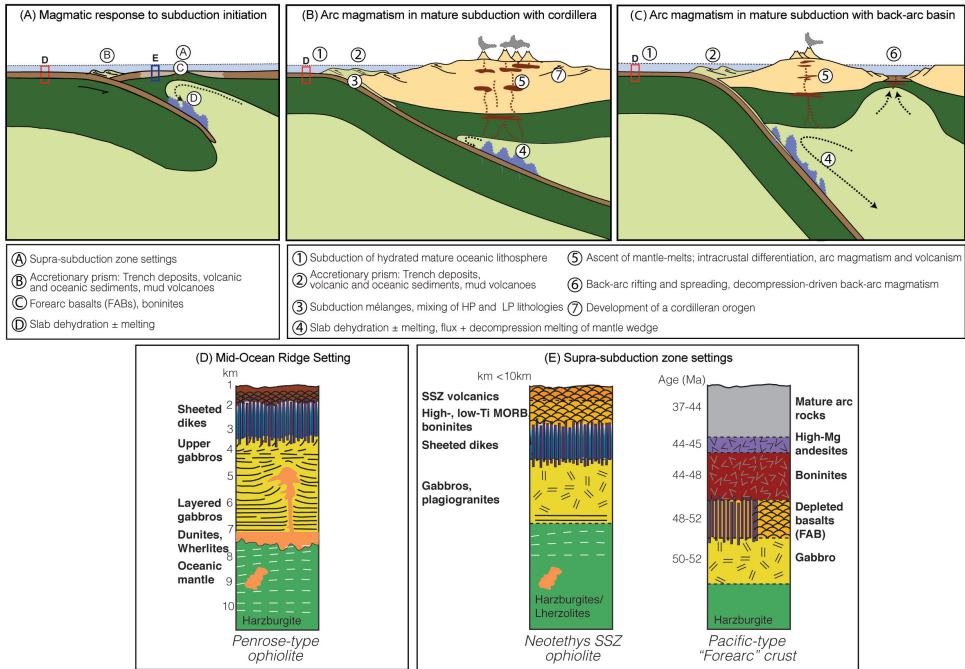 (A) Magmatic response to subduction initiation
D
B
E
A
C
D
(B) Arc magmatism in mature subduction with cordillera
1
2
D
3
5
7
4
(C) Arc magmatism in mature subduction with back-arc basin
1
2
D
5
6
4
A Supra-subduction zone settings
B Accretionary prism: Trench deposits, volcanic
and oceanic sediments, mud volcanoes
C Forearc basalts (FABs), boninites
D Slab dehydration ± melting
1 Subduction of hydrated mature oceanic lithosphere
2 Accretionary prism: Trench deposits,
volcanic and oceanic sediments, mud volcanoes
3 Subduction mélanges, mixing of HP and LP lithologies
4 Slab dehydration ± melting, flux + decompression melting of mantle wedge
5 Ascent of mantle-melts; intracrustal differentiation, arc magmatism and volcanism
6 Back-arc rifting and spreading, decompression-driven back-arc magmatism
7 Development of a cordilleran orogen
(D) Mid-Ocean Ridge Setting
km
1
2
3
4
5
6
7
8
9
10
Sheeted
dikes
Upper
gabbros
Layered
gabbros
Dunites,
Wherlites
Oceanic
mantle
Harzburgite
Penrose-type
ophiolite
(E) Supra-subduction zone settings
km <10km
SSZ volcanics
High-, low-Ti MORB,
boninites
Sheeted dikes
Gabbros,
plagiogranites
Harzburgites/
Lherzolites
Neotethys SSZ
ophiolite
Age (Ma)
37-44
44-45
44-48
48-52
50-52
Mature arc
rocks
High-Mg
andesites
Boninites
Depleted
basalts
(FAB)
Gabbro
Harzburgite
Pacific-type
"Forearc" crust